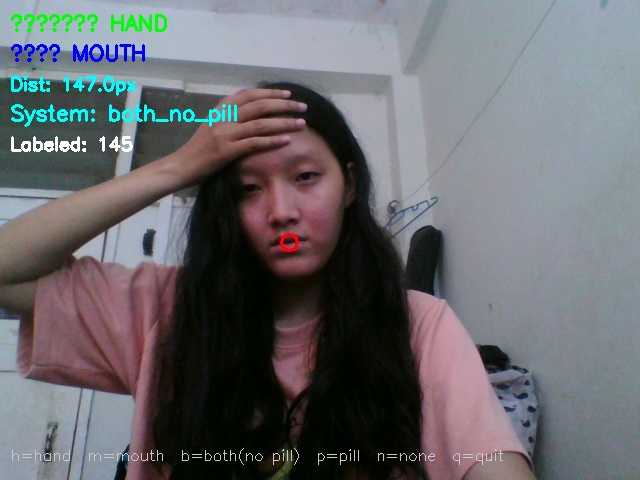 ??????? HAND
???? MOUTH
Dist: 147.0px
System: both_no_pill
Labeled: 145
h=hand m=mouth b=both(no pill) p=pill n=none q=quit